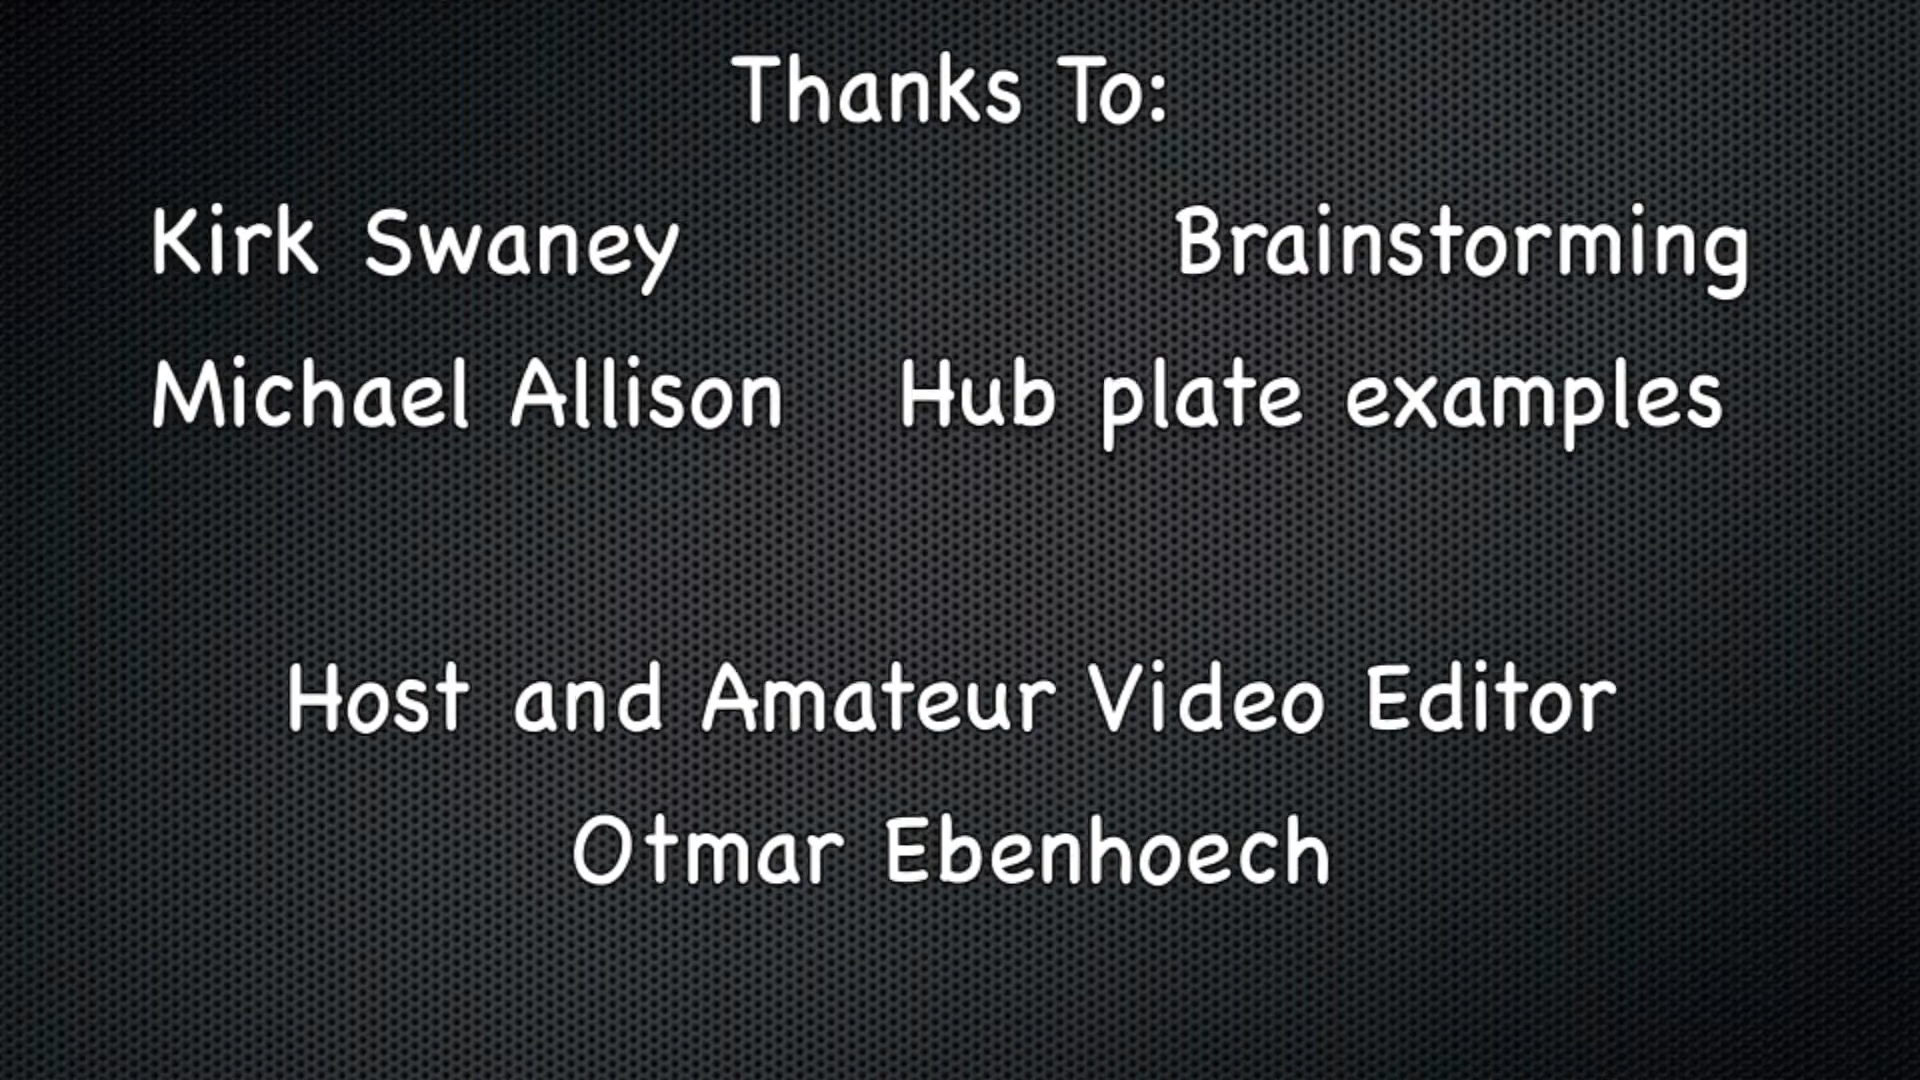 Thanks To:
Kirk Swaney Brainstorming
Michael Allison Hub plate examples
Host and Amateur Video Editor
Otmar Ebenhoech